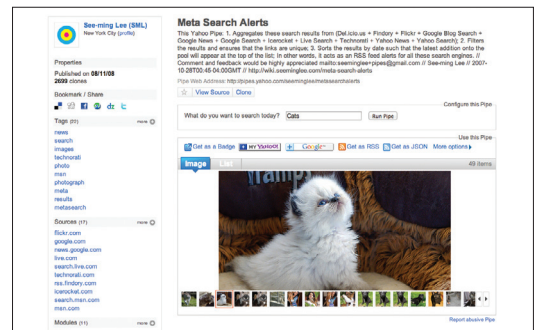 See-ming Lee (SML)
New York City (profile)
Properties
Published on 08/11/08
2699 clones
Bookmark / Share
Tags (20) more
news
search
images
technorati
photo
msn
photograph
meta
results
metasearch
Sources (17) more
flickr.com
google.com
news.google.com
live.com
search.live.com
technorati.com
rss.findory.com
icerocket.com
search.msn.com
msn.com
Modules (11) more
Meta Search Alerts
This Yahoo Pipe: 1. Aggregates these search results from (Del.icio.us + Findory + Flickr + Google Blog Search +
Google News + Google Search + Icerocket + Live Search + Technorati + Yahoo News + Yahoo Search); 2. Filters
the results and ensures that the links are unique; 3. Sorts the results by date such that the latest addition onto the
pool will appear at the top of the list; In other words, it acts as an RSS feed alerts for all these search engines. //
Comment and feedback would be highly appreciated mailto:seeminglee+pipes@gmail.com // See-ming Lee // 2007-
10-28T00:45-04.00GMT // http://wiki.seeminglee.com/meta-search-alerts
Pipe Web Address: http://pipes.yahoo.com/seeminglee/metasearchalerts
View Source Clone
Configure this Pipe
What do you want to search today? Cats Run Pipe
Use this Pipe
Get as a Badge MY YAHOO! + Google Get as RSS Get as JSON More options
Image List 49 items
Report abusive Pipe